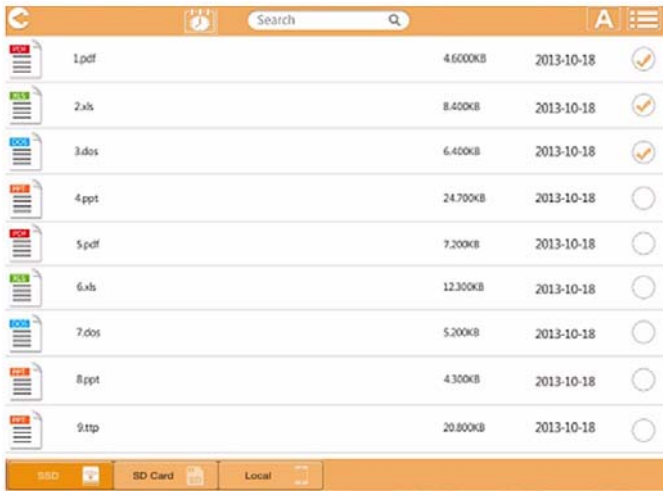 Search A
PDF 1.pdf 4.6000KB 2013-10-18
XLS 2.xls 8.400KB 2013-10-18
DOS 3.dos 6.400KB 2013-10-18
PPT 4.ppt 24.700KB 2013-10-18
PDF 5.pdf 7.200KB 2013-10-18
XLS 6.xls 12.300KB 2013-10-18
DOS 7.dos 5.200KB 2013-10-18
PPT 8.ppt 4.300KB 2013-10-18
PPT 9.ttp 20.800KB 2013-10-18
SSD SD Card Local